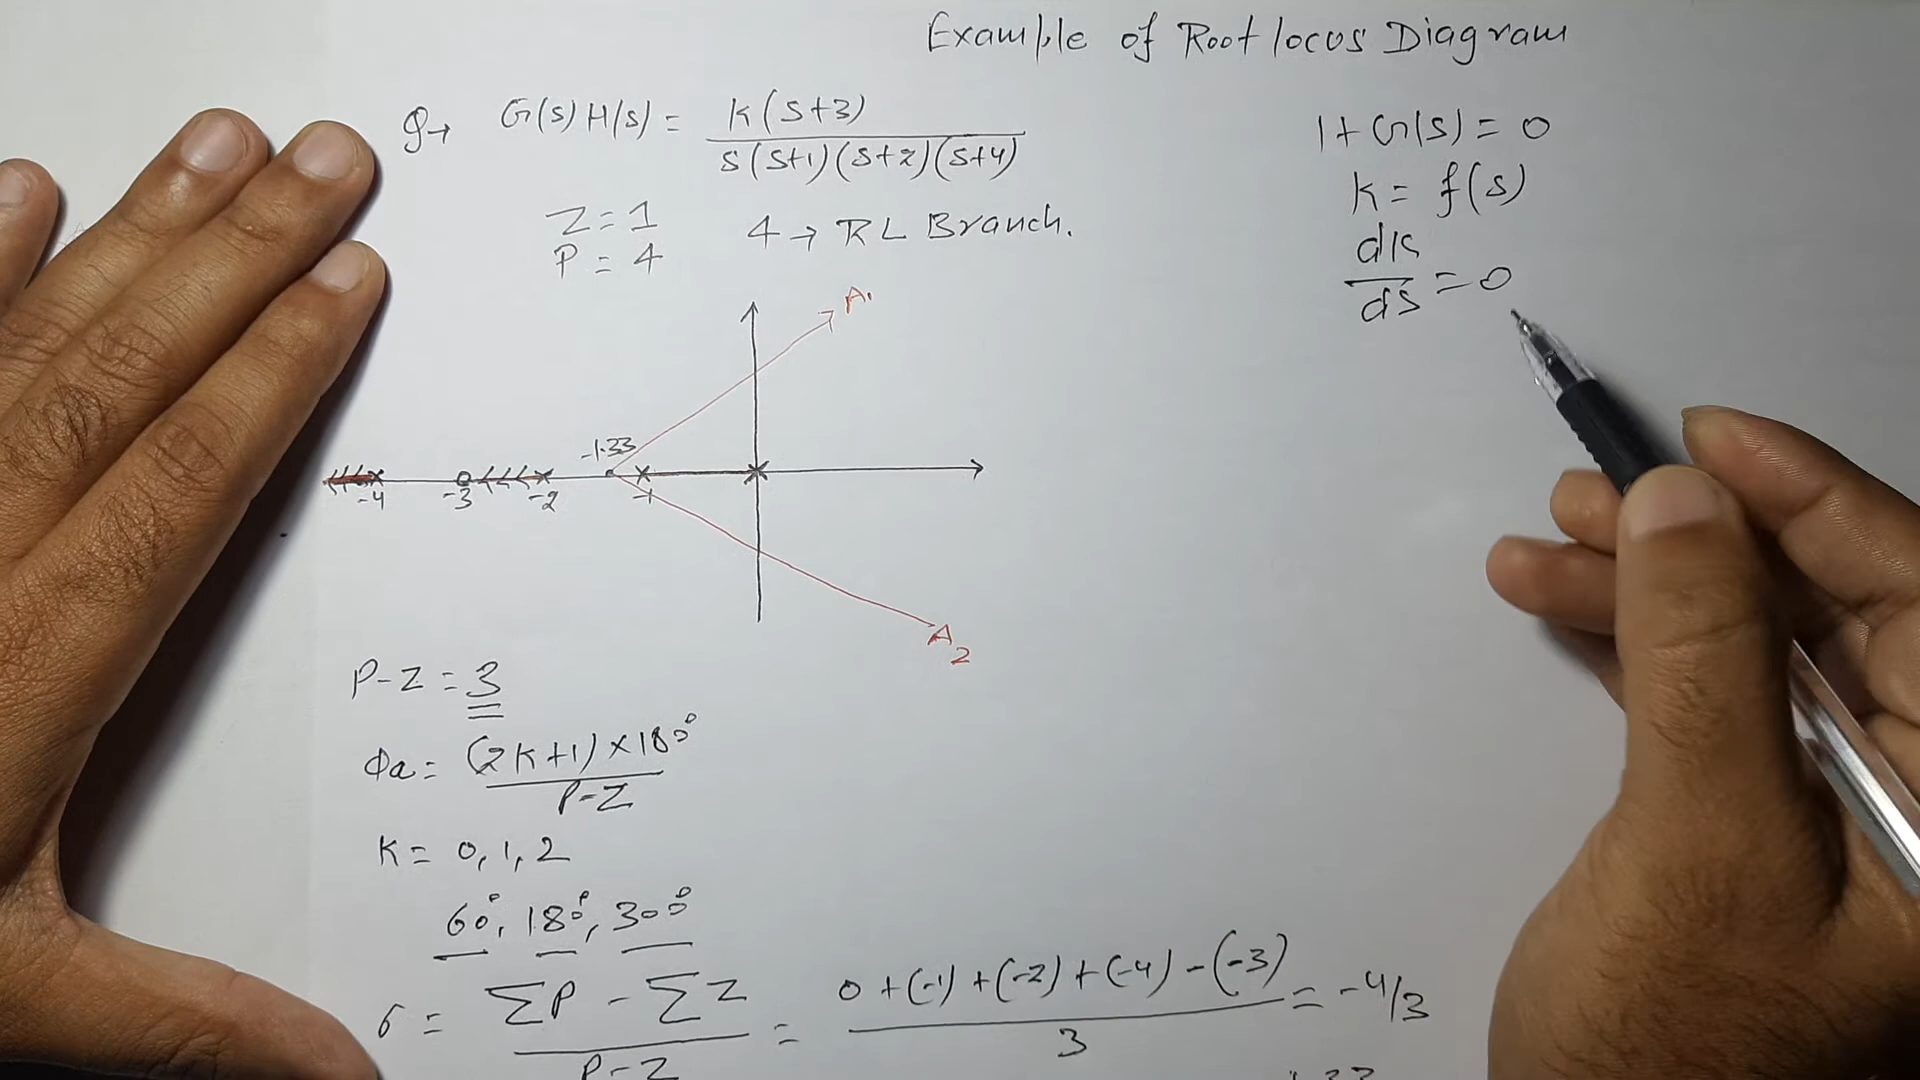 Example of Root locus Diagram
Q→ G(s) H(s) = K(s+3) / s(s+1)(s+2)(s+4)
1+G(s) = 0
K = f(s)
dK/ds = 0
Z = 1
P = 4
4 → RL Branch.
A1
-1.33
-4 -3 -2 -1
A2
P-Z = 3
Φa = (2K+1)×180° / P-Z
K = 0, 1, 2
60°, 180°, 300°
σ = ΣP - ΣZ / P-Z = 0+(-1)+(-2)+(-4)-(-3) / 3 = -4/3